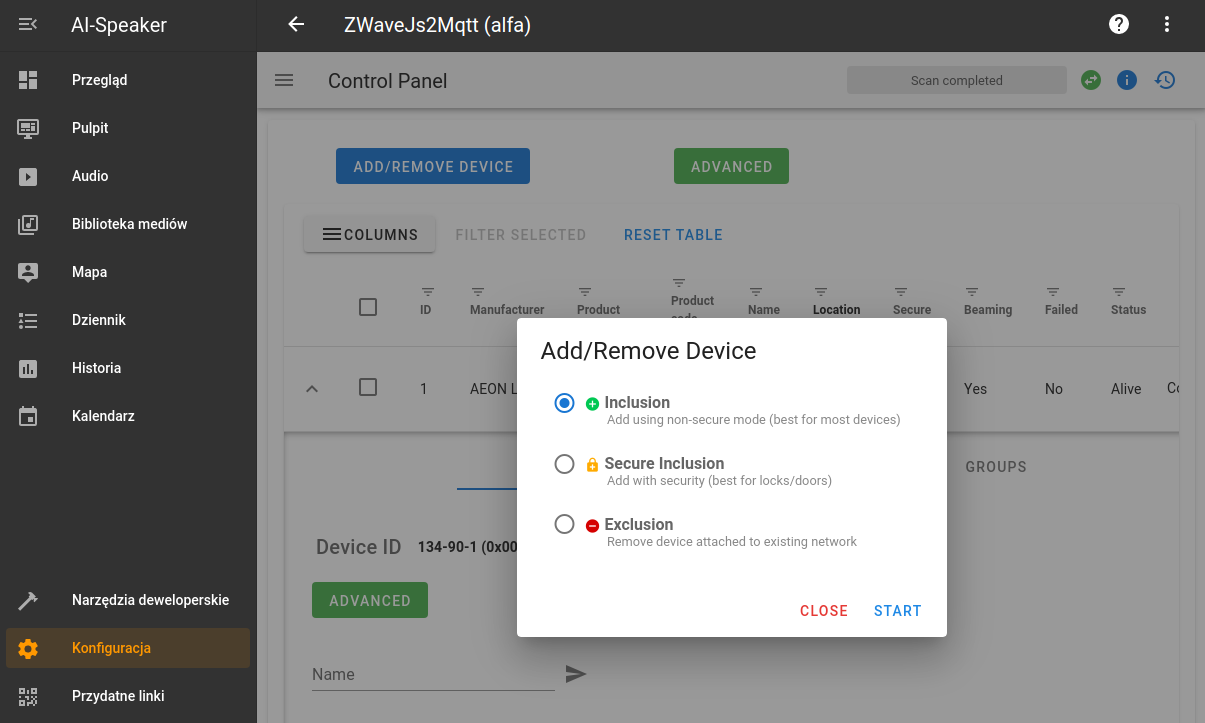 AI-Speaker
ZWaveJs2Mqtt (alfa)
Przegląd
Pulpit
Audio
Biblioteka mediów
Mapa
Dziennik
Historia
Kalendarz
Narzędzia deweloperskie
Konfiguracja
Przydatne linki
Control Panel
Scan completed
ADD/REMOVE DEVICE
ADVANCED
COLUMNS
FILTER SELECTED
RESET TABLE
ID
Manufacturer
Product
Product
Name
Location
Secure
Beaming
Failed
Status
1
AEON L
Yes
No
Alive
GROUPS
Device ID
134-90-1 (0x00
ADVANCED
Name
Add/Remove Device
Inclusion
Add using non-secure mode (best for most devices)
Secure Inclusion
Add with security (best for locks/doors)
Exclusion
Remove device attached to existing network
CLOSE
START